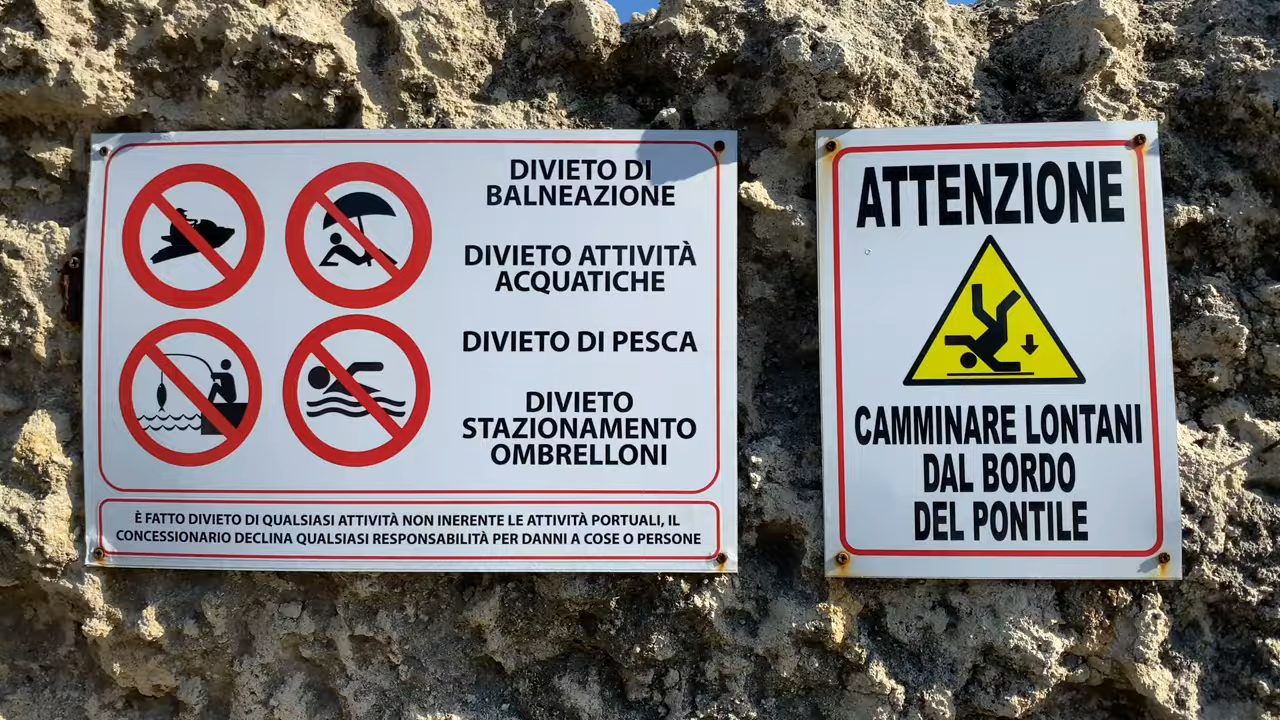 DIVIETO DI
BALNEAZIONE
DIVIETO ATTIVITÀ
ACQUATICHE
DIVIETO DI PESCA
DIVIETO
STAZIONAMENTO
OMBRELLONI
È FATTO DIVIETO DI QUALSIASI ATTIVITÀ NON INERENTE LE ATTIVITÀ PORTUALI, IL
CONCESSIONARIO DECLINA QUALSIASI RESPONSABILITÀ PER DANNI A COSE O PERSONE
ATTENZIONE
CAMMINARE LONTANI
DAL BORDO
DEL PONTILE